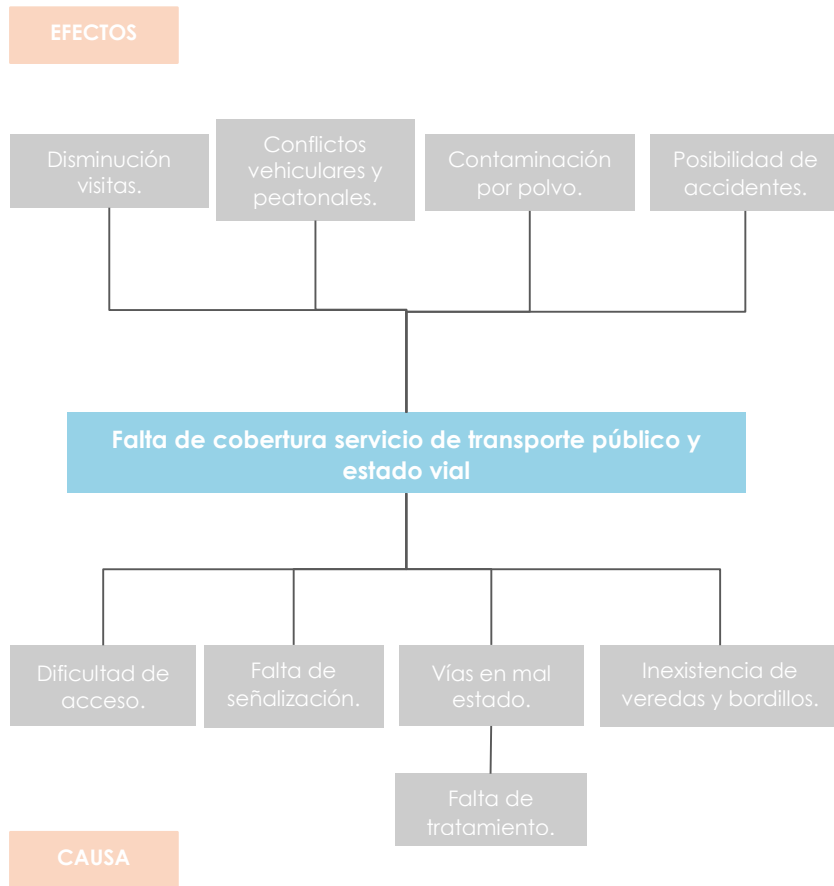 EFECTOS
Disminución
visitas.
Conflictos
vehiculares y
peatonales.
Contaminación
por polvo.
Posibilidad de
accidentes.
Falta de cobertura servicio de transporte público y
estado vial
Dificultad de
acceso.
Falta de
señalización.
Vías en mal
estado.
Inexistencia de
veredas y bordillos.
Falta de
tratamiento.
CAUSA